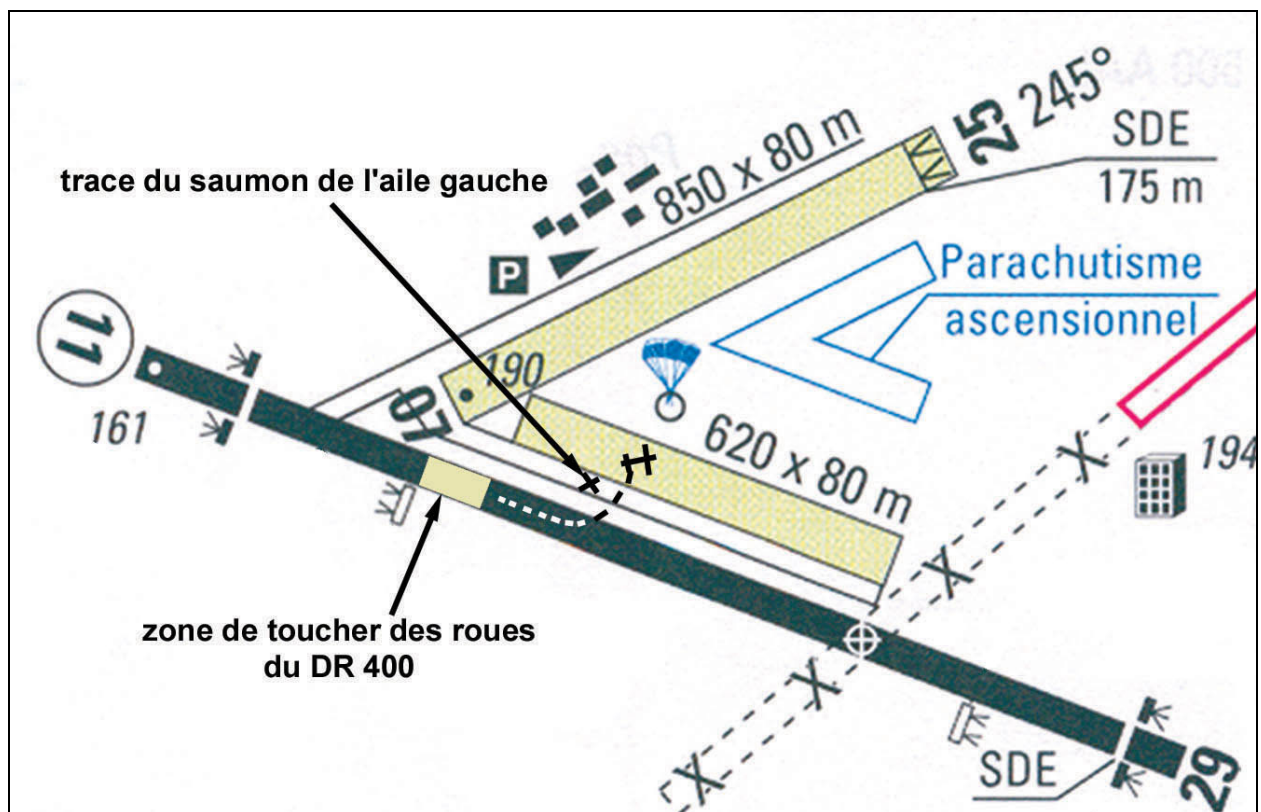 25 245°
SDE
175 m
trace du saumon de l'aile gauche
850 x 80 m
P
Parachutisme
ascensionnel
11
190
07
161
620 x 80 m
194
zone de toucher des roues
du DR 400
SDE
29